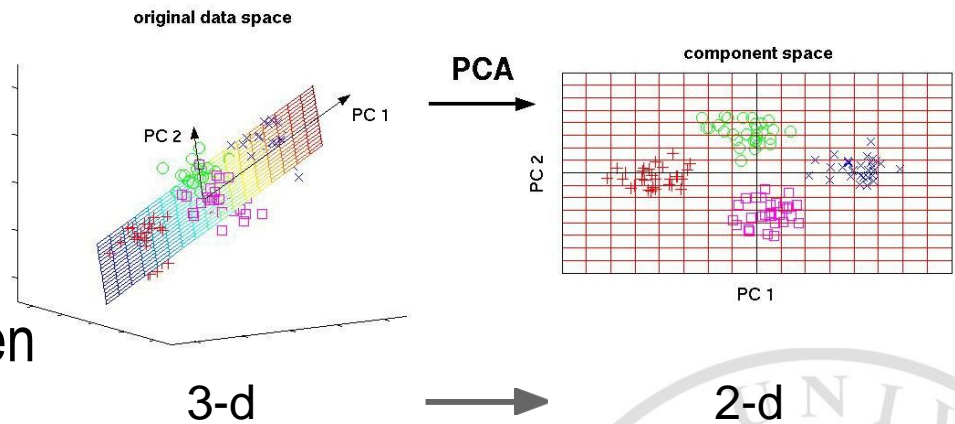 original data space
PC 1
PC 2
PCA
component space
PC 2
PC 1
en
3-d
2-d
U N I